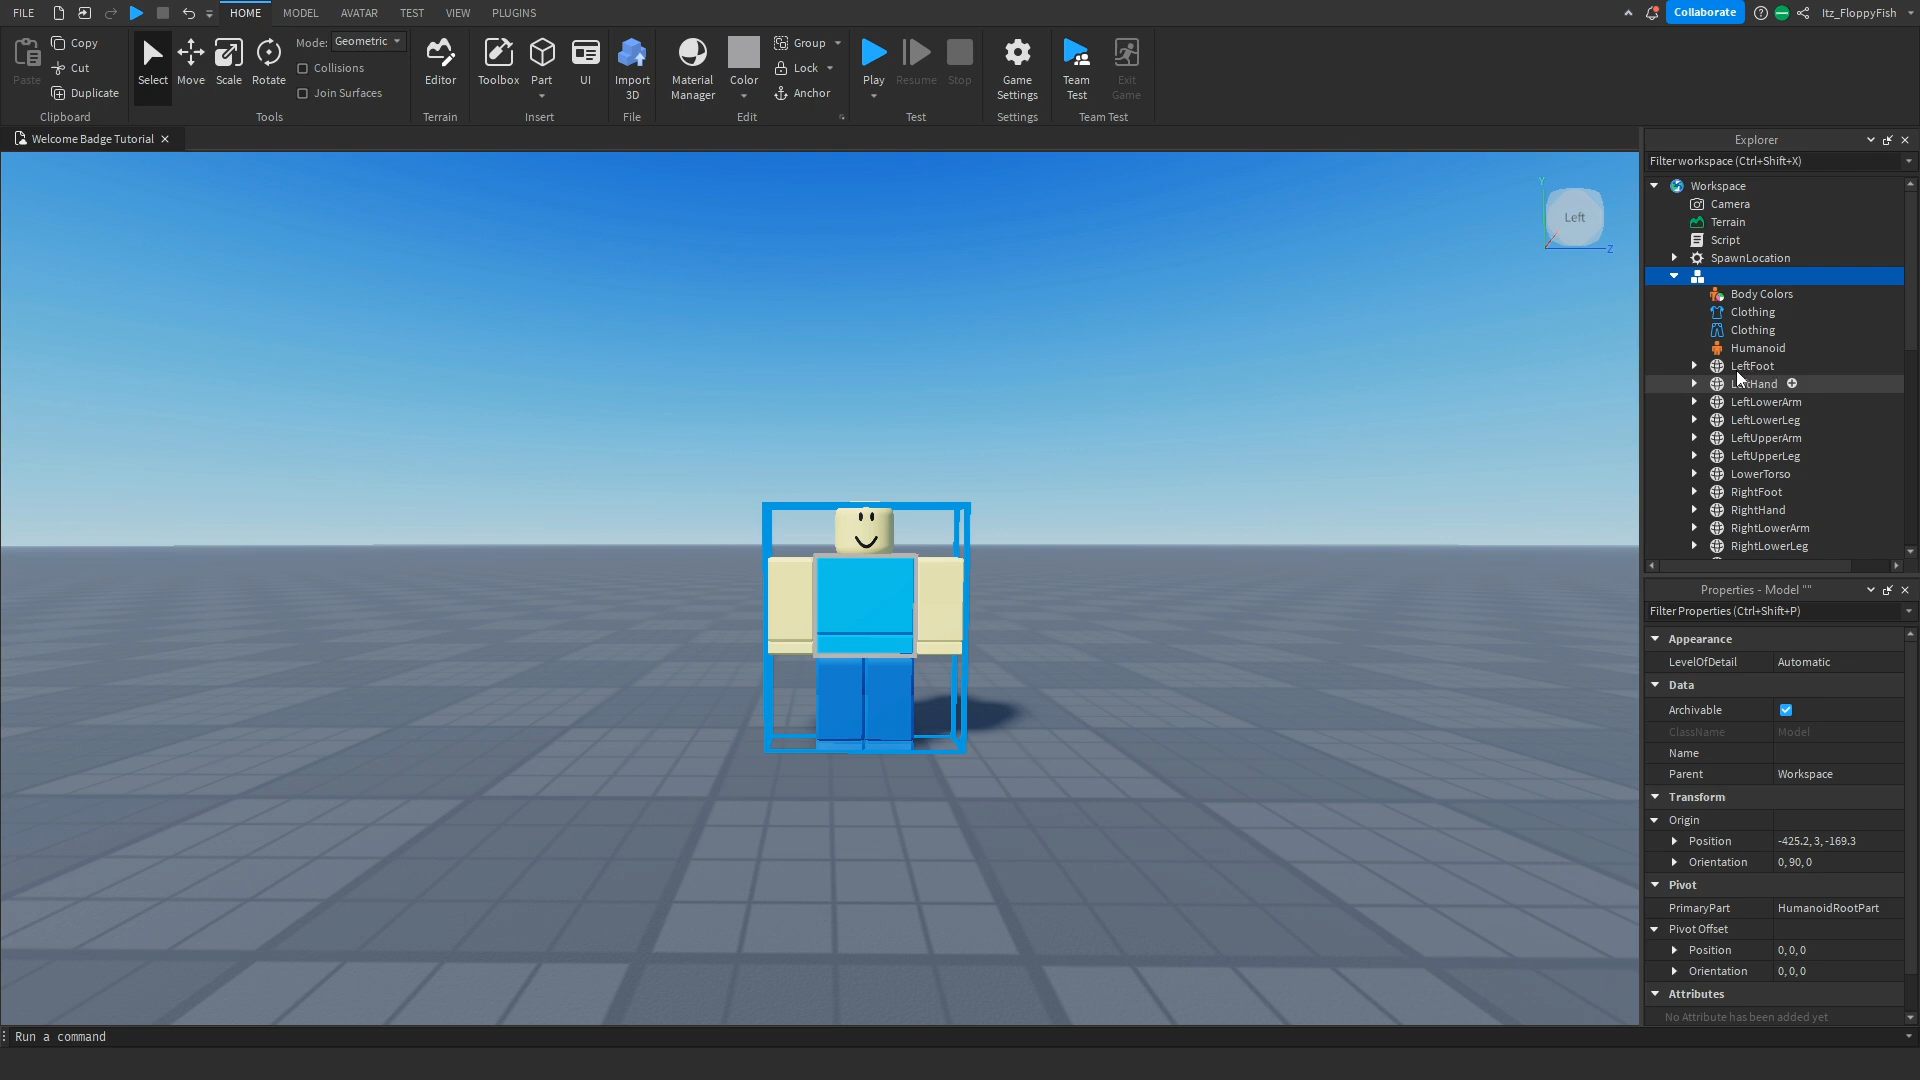 FILE HOME MODEL AVATAR TEST VIEW PLUGINS Collaborate Itz_FloppyFish
Paste Copy Cut Duplicate
Clipboard
Select Move Scale Rotate
Mode: Geometric
Collisions
Join Surfaces
Tools
Editor
Terrain
Toolbox Part UI
Insert
Import 3D
File
Material Manager
Color
Group
Lock
Anchor
Edit
Play Resume Stop
Test
Game Settings
Settings
Team Test
Exit Game
Team Test
Welcome Badge Tutorial
Left
Y
Z
Explorer
Filter workspace (Ctrl+Shift+X)
Workspace
Camera
Terrain
Script
SpawnLocation
Body Colors
Clothing
Clothing
Humanoid
LeftFoot
LeftHand
LeftLowerArm
LeftLowerLeg
LeftUpperArm
LeftUpperLeg
LowerTorso
RightFoot
RightHand
RightLowerArm
RightLowerLeg
Properties - Model ""
Filter Properties (Ctrl+Shift+P)
Appearance
LevelOfDetail Automatic
Data
Archivable
ClassName Model
Name
Parent Workspace
Transform
Origin
Position -425.2, 3, -169.3
Orientation 0, 90, 0
Pivot
PrimaryPart HumanoidRootPart
Pivot Offset
Position 0, 0, 0
Orientation 0, 0, 0
Attributes
No Attribute has been added yet
Run a command